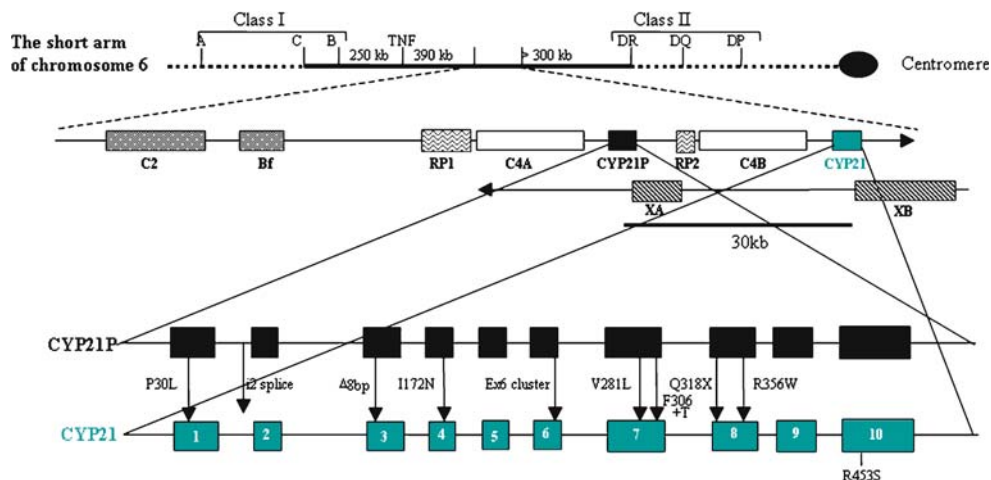 Class I
Class II
The short arm
of chromosome 6
A
C
B
TNF
DR
DQ
DP
250 kb
390 kb
> 300 kb
Centromere
C2
Bf
RP1
C4A
CYP21P
RP2
C4B
CYP21
XA
XB
30kb
CYP21P
P30L
i2 splice
Δ8bp
I172N
Ex6 cluster
V281L
F306
+T
Q318X
R356W
CYP21
1
2
3
4
5
6
7
8
9
10
R453S